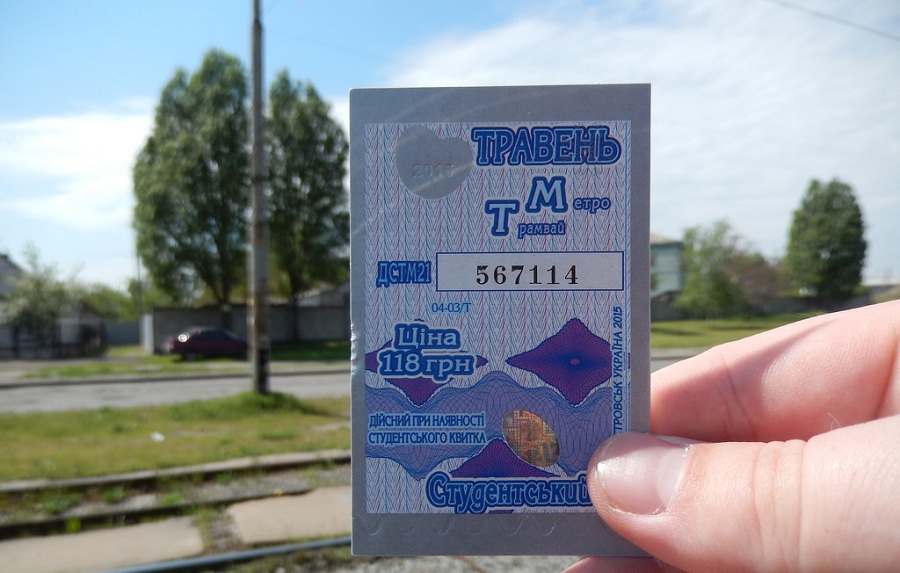 2015
ТРАВЕНЬ
Метро
Трамвай
ДСТМ21
567114
04-03/Т
Ціна
118 грн
ДІЙСНИЙ ПРИ НАЯВНОСТІ
СТУДЕНТСЬКОГО КВИТКА
Студентський
УКРАЇНА 2015